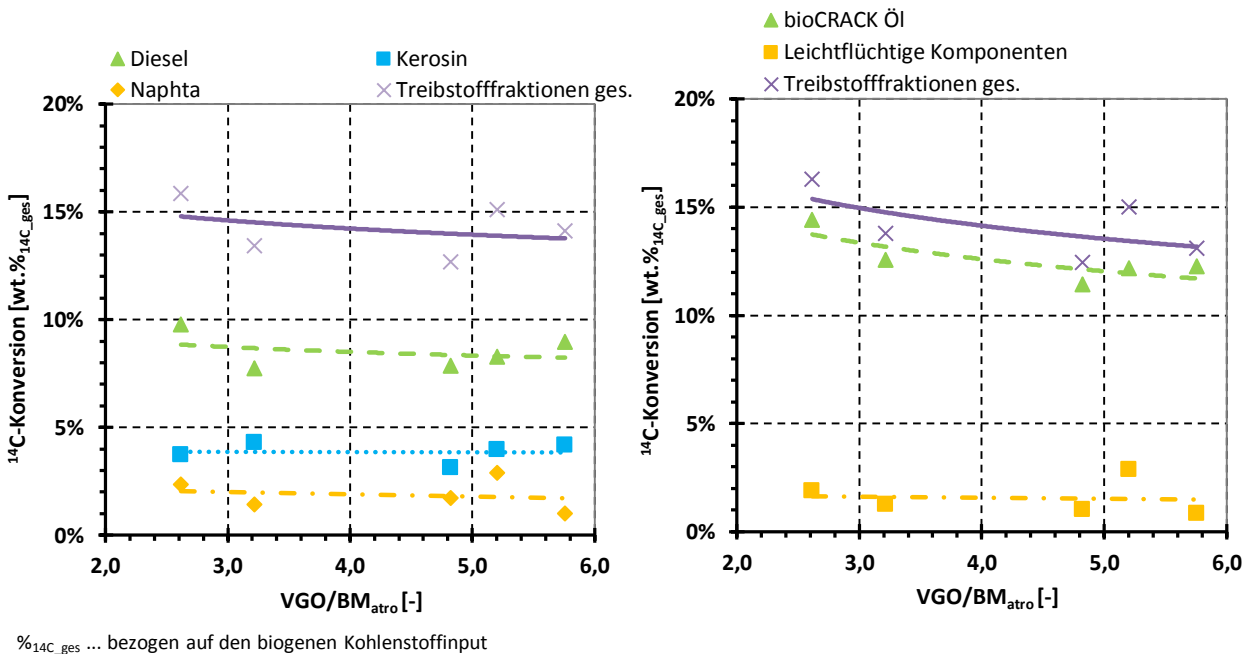 Diesel
Kerosin
Naphta
Treibstofffraktionen ges.
20%
15%
10%
5%
0%
2,0 3,0 4,0 5,0 6,0
14C-Konversion [wt.%14C_ges]
VGO/BMatro [-]
%14C_ges ... bezogen auf den biogenen Kohlenstoffinput
bioCRACK Öl
Leichtflüchtige Komponenten
Treibstofffraktionen ges.
20%
15%
10%
5%
0%
2,0 3,0 4,0 5,0 6,0
14C-Konversion [wt.%14C_ges]
VGO/BMatro [-]